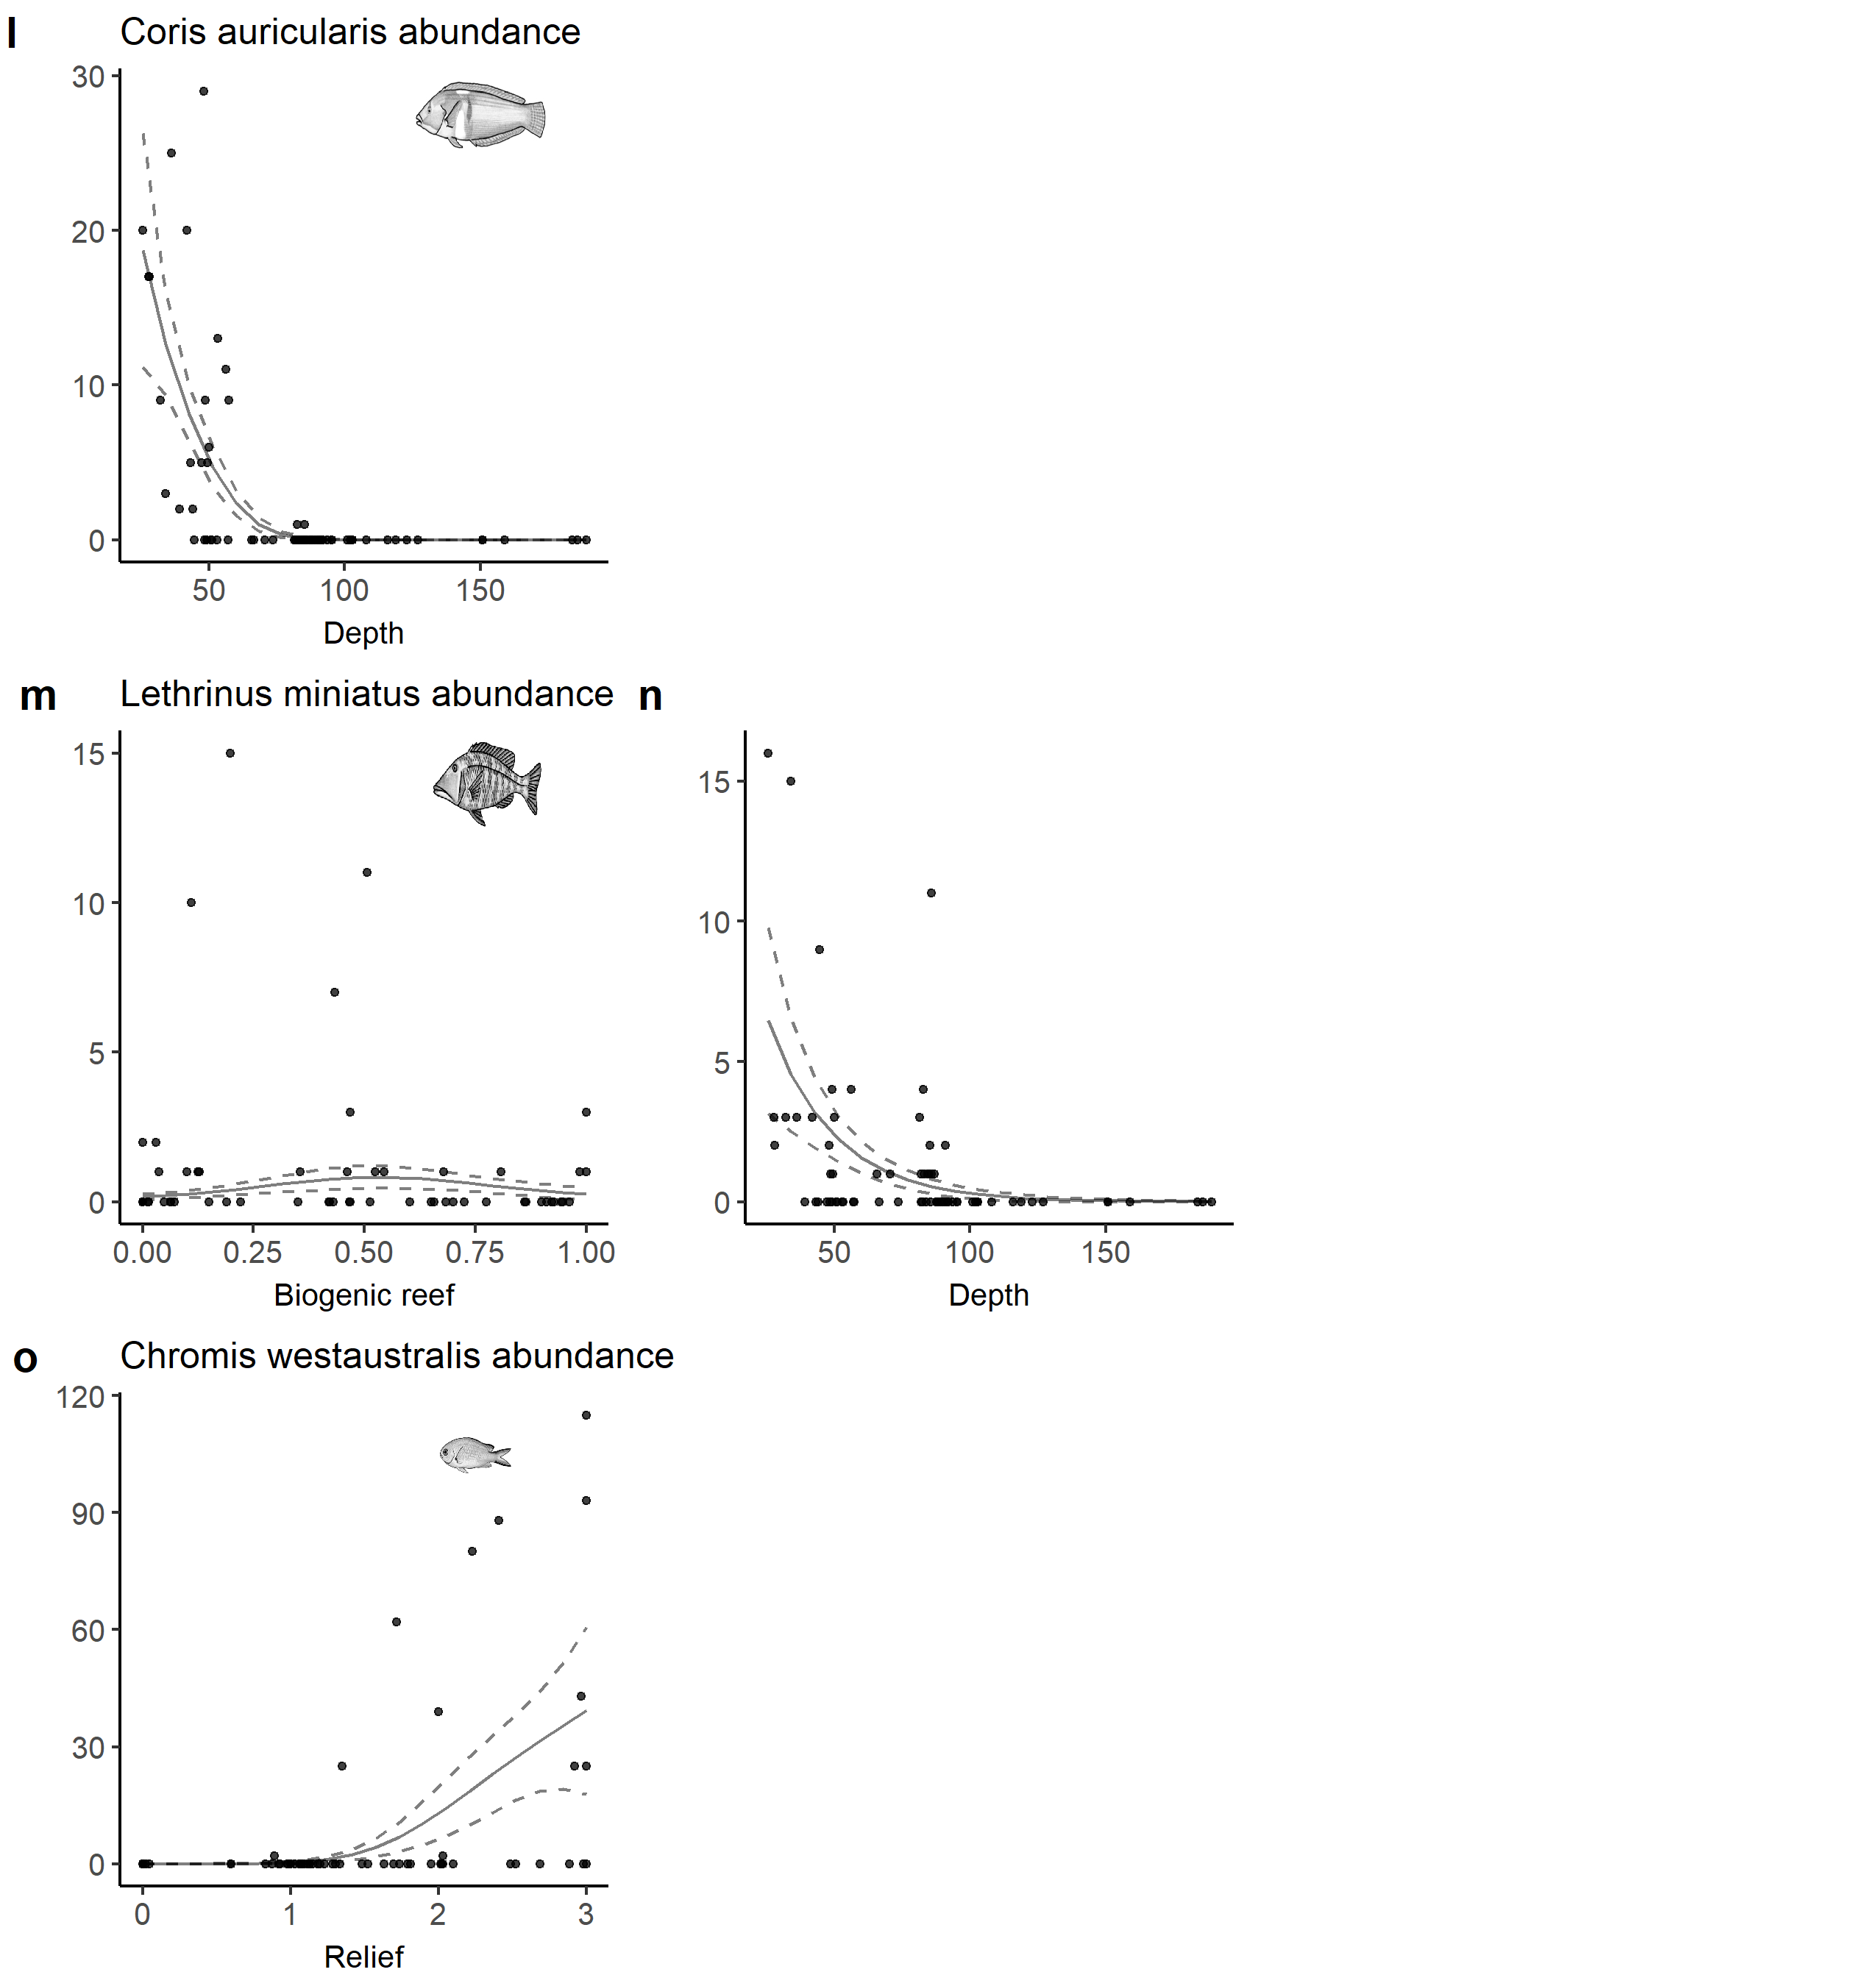 l Coris auricularis abundance
30
20
10
0
50 100 150
Depth
m Lethrinus miniatus abundance n
15
10
5
0
0.00 0.25 0.50 0.75 1.00
Biogenic reef
15
10
5
0
50 100 150
Depth
o Chromis westaustralis abundance
120
90
60
30
0
0 1 2 3
Relief